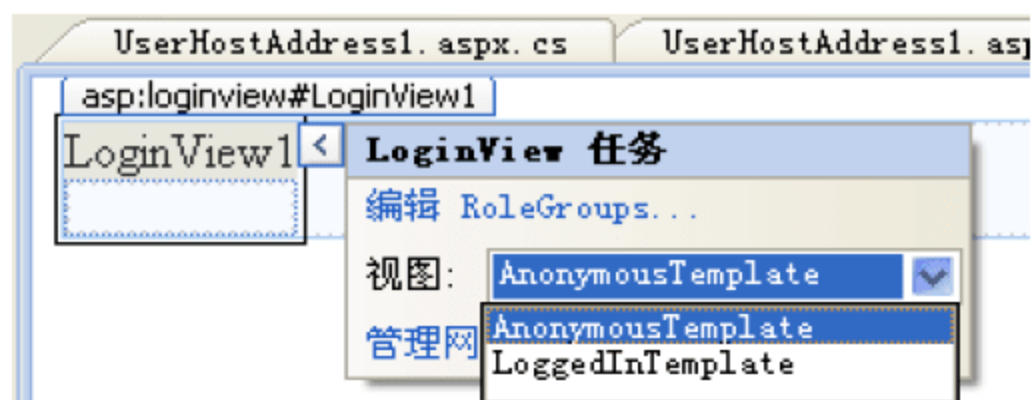 UserHostAddress1.aspx.cs UserHostAddress1.asp
asp:loginview#LoginView1
LoginView1 < LoginView 任务
编辑 RoleGroups...
视图: AnonymousTemplate
AnonymousTemplate
管理网
LoggedInTemplate